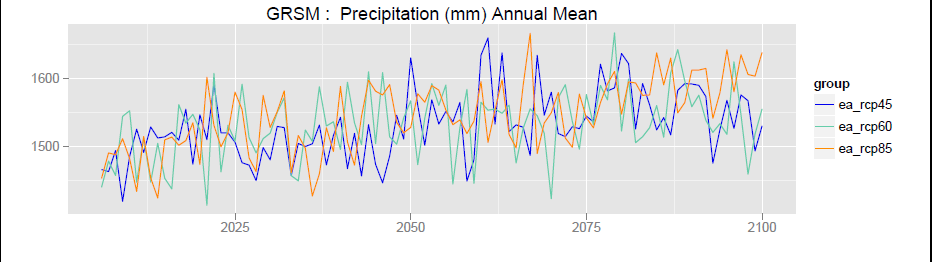 GRSM : Precipitation (mm) Annual Mean
1600
1500
2025
2050
2075
2100
group
ea_rcp45
ea_rcp60
ea_rcp85